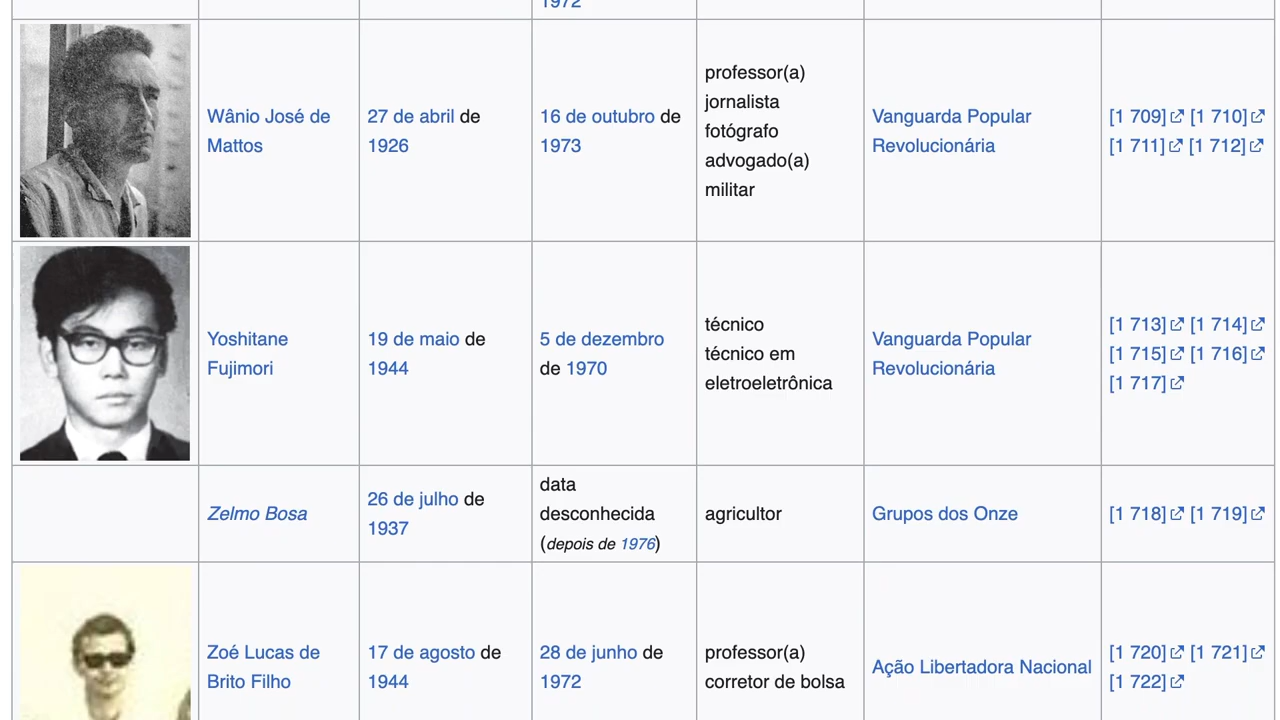 1972
Wânio José de
Mattos
27 de abril de
1926
16 de outubro de
1973
professor(a)
jornalista
fotógrafo
advogado(a)
militar
Vanguarda Popular
Revolucionária
[1 709] [1 710]
[1 711] [1 712]
Yoshitane
Fujimori
19 de maio de
1944
5 de dezembro
de 1970
técnico
técnico em
eletroeletrônica
Vanguarda Popular
Revolucionária
[1 713] [1 714]
[1 715] [1 716]
[1 717]
Zelmo Bosa
26 de julho de
1937
data
desconhecida
(depois de 1976)
agricultor
Grupos dos Onze
[1 718] [1 719]
Zoé Lucas de
Brito Filho
17 de agosto de
1944
28 de junho de
1972
professor(a)
corretor de bolsa
Ação Libertadora Nacional
[1 720] [1 721]
[1 722]